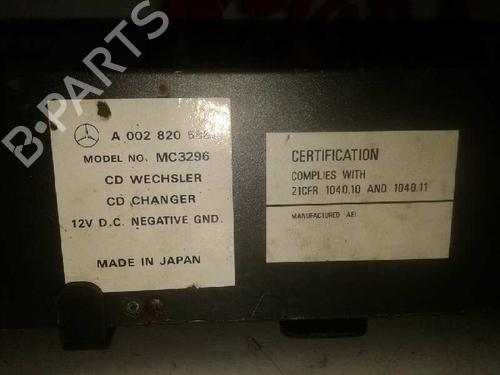 B-PARTS
A 002 820
MODEL NO. MC3296
CD WECHSLER
CD CHANGER
12V D.C. NEGATIVE GND.
MADE IN JAPAN
CERTIFICATION
COMPLIES WITH
21CFR 1040.10 AND 1040.11
MANUFACTURED AEI